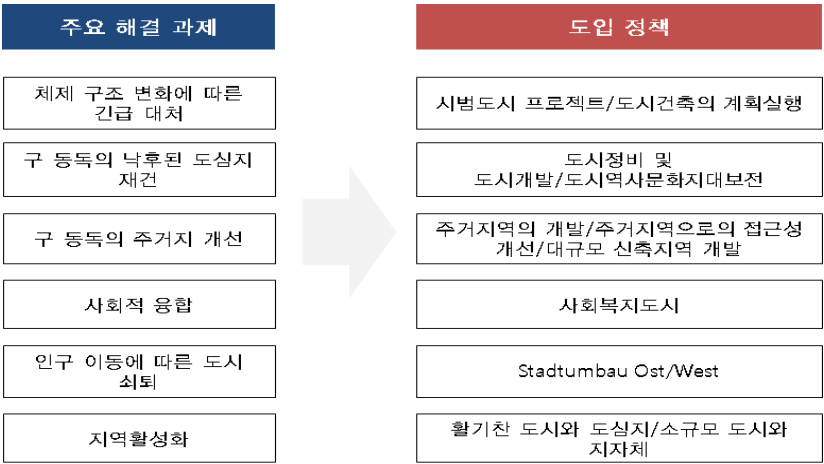 주요 해결 과제
도입 정책
체제 구조 변화에 따른
긴급 대처
시범도시 프로젝트/도시건축의 계획실행
구 동독의 낙후된 도심지
재건
도시정비 및
도시개발/도시역사문화지대보전
구 동독의 주거지 개선
주거지역의 개발/주거지역으로의 접근성
개선/대규모 신축지역 개발
사회적 융합
사회복지도시
인구 이동에 따른 도시
쇠퇴
Stadtumbau Ost/West
지역활성화
활기찬 도시와 도심지/소규모 도시와
지자체